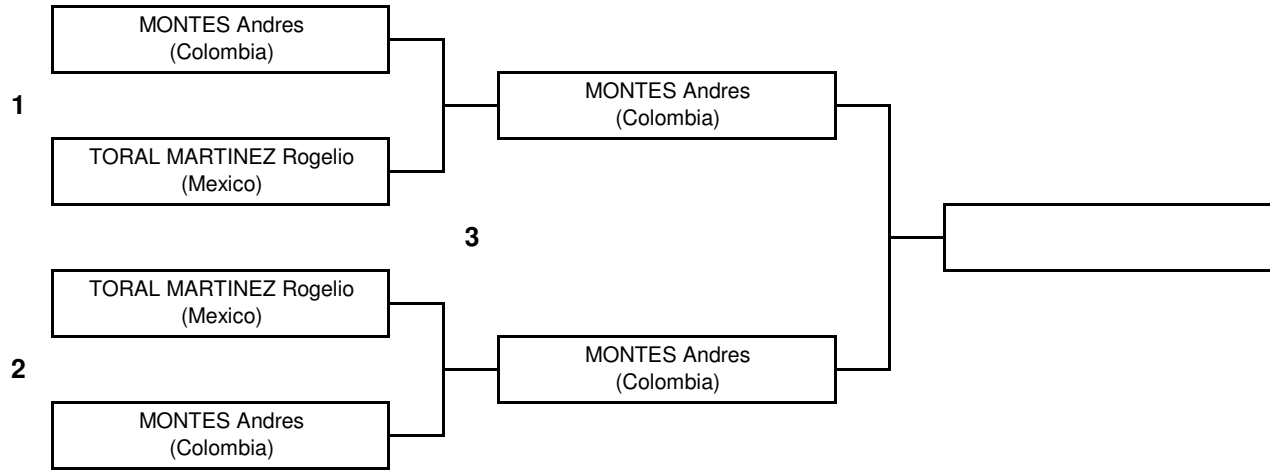 MONTES Andres
(Colombia)
1
TORAL MARTINEZ Rogelio
(Mexico)
MONTES Andres
(Colombia)
3
TORAL MARTINEZ Rogelio
(Mexico)
2
MONTES Andres
(Colombia)
MONTES Andres
(Colombia)